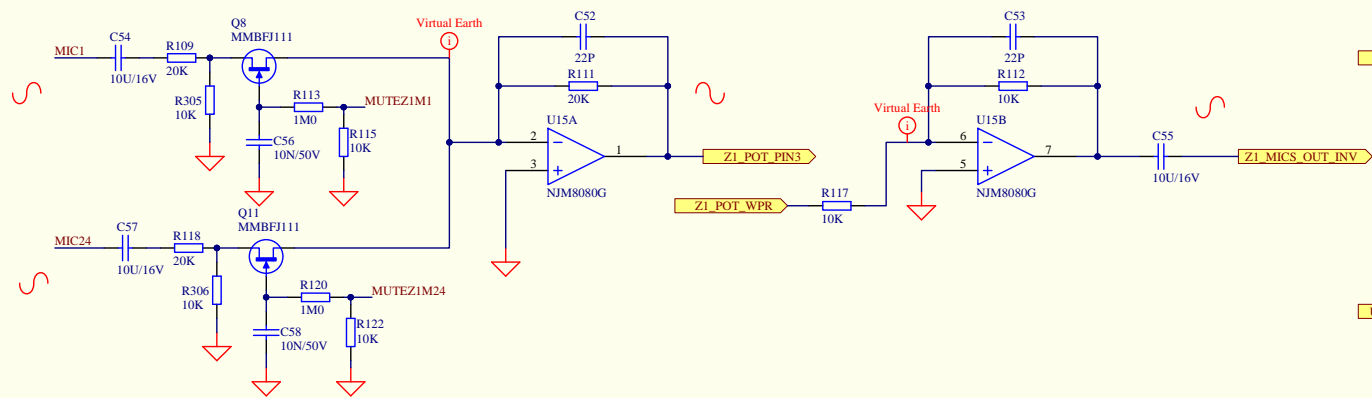 MIC1
C54
10U/16V
R109
20K
R305
10K
Q8
MMBFJ111
R113
1M0
MUTEZ1M1
C56
10N/50V
R115
10K
Virtual Earth
i
C52
22P
R111
20K
U15A
2
3
1
NJM8080G
Z1_POT_PIN3
Z1_POT_WPR
R117
10K
Virtual Earth
i
C53
22P
R112
10K
U15B
6
5
7
NJM8080G
C55
10U/16V
Z1_MICS_OUT_INV
MIC24
C57
10U/16V
R118
20K
R306
10K
Q11
MMBFJ111
R120
1M0
MUTEZ1M24
C58
10N/50V
R122
10K